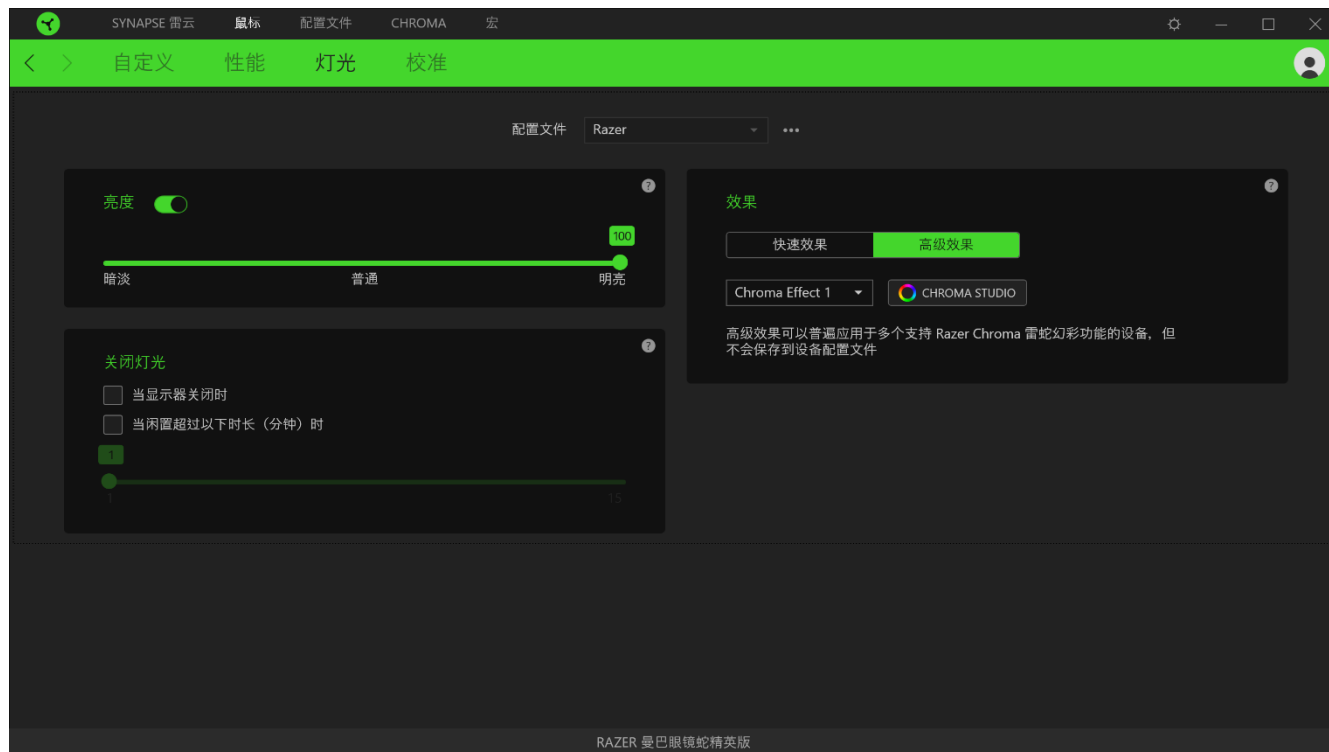 SYNAPSE 雷云 鼠标 配置文件 CHROMA 宏
自定义 性能 灯光 校准
配置文件 Razer •••
亮度
?
100
暗淡 普通 明亮
关闭灯光
?
当显示器关闭时
当闲置超过以下时长（分钟）时
1
1 15
效果
?
快速效果 高级效果
Chroma Effect 1 CHROMA STUDIO
高级效果可以普遍应用于多个支持 Razer Chroma 雷蛇幻彩功能的设备，但
不会保存到设备配置文件
RAZER 曼巴眼镜蛇精英版